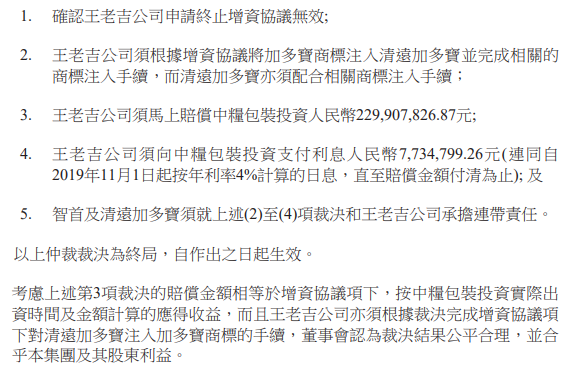 1. 確認王老吉公司申請終止增資協議無效;
2. 王老吉公司須根據增資協議將加多寶商標注入清遠加多寶並完成相關的
商標注入手續，而清遠加多寶亦須配合相關商標注入手續；
3. 王老吉公司須馬上賠償中糧包裝投資人民幣229,907,826.87元;
4. 王老吉公司須向中糧包裝投資支付利息人民幣7,734,799.26元(連同自
2019年11月1日起按年利率4%計算的日息，直至賠償金額付清為止); 及
5. 智首及清遠加多寶須就上述(2)至(4)項裁決和王老吉公司承擔連帶責任。
以上仲裁裁決為終局，自作出之日起生效。
考慮上述第3項裁決的賠償金額相等於增資協議項下，按中糧包裝投資實際出
資時間及金額計算的應得收益，而且王老吉公司亦須根據裁決完成增資協議項
下對清遠加多寶注入加多寶商標的手續，董事會認為裁決結果公平合理，並合
乎本集團及其股東利益。